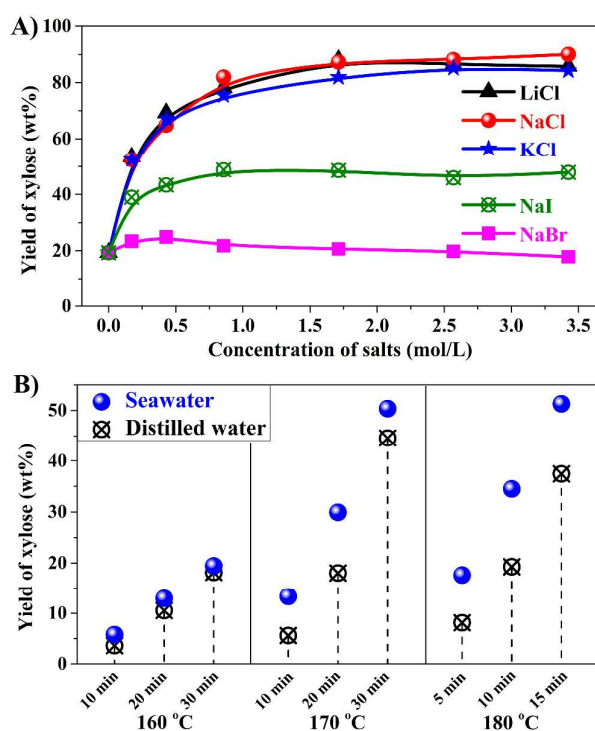 A)
Yield of xylose (wt%)
100
80
60
40
20
0
LiCl
NaCl
KCl
NaI
NaBr
0.0 0.5 1.0 1.5 2.0 2.5 3.0 3.5
Concentration of salts (mol/L)
B)
Yield of xylose (wt%)
50
40
30
20
10
0
Seawater
Distilled water
10 min 20 min 30 min 10 min 20 min 30 min 5 min 10 min 15 min
160 °C 170 °C 180 °C